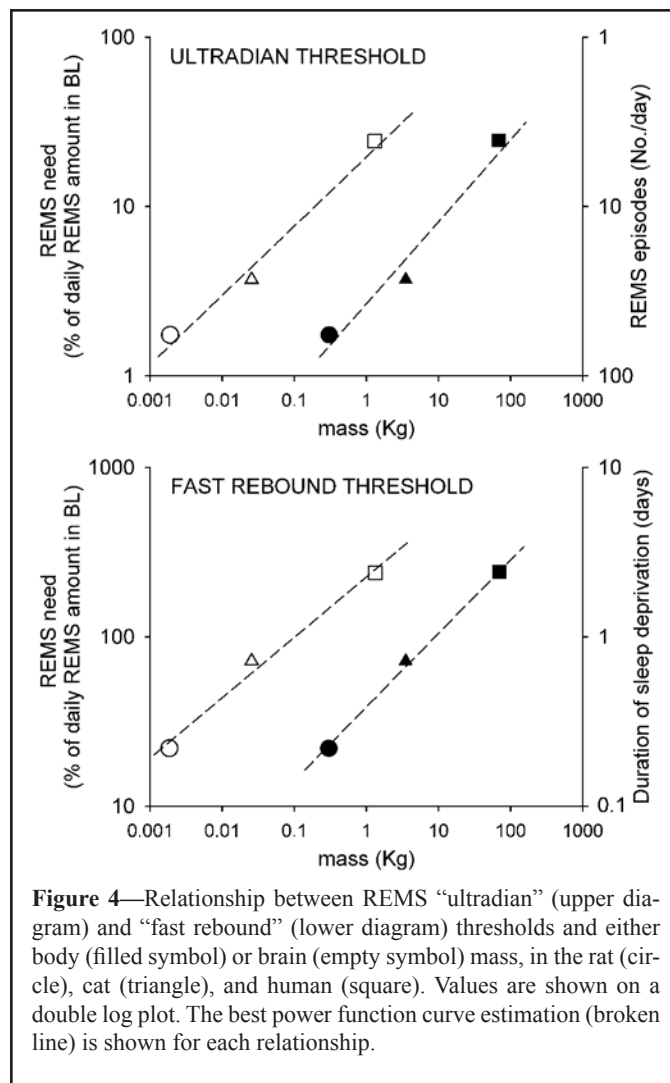 ULTRADIAN THRESHOLD
REMS need
(% of daily REMS amount in BL)
100
10
1
REMS episodes (No./day)
1
10
100
0.001 0.01 0.1 1 10 100 1000
mass (Kg)
FAST REBOUND THRESHOLD
REMS need
(% of daily REMS amount in BL)
1000
100
10
Duration of sleep deprivation (days)
10
1
0.1
0.001 0.01 0.1 1 10 100 1000
mass (Kg)
Figure 4—Relationship between REMS “ultradian” (upper dia-
gram) and “fast rebound” (lower diagram) thresholds and either
body (filled symbol) or brain (empty symbol) mass, in the rat (cir-
cle), cat (triangle), and human (square). Values are shown on a
double log plot. The best power function curve estimation (broken
line) is shown for each relationship.